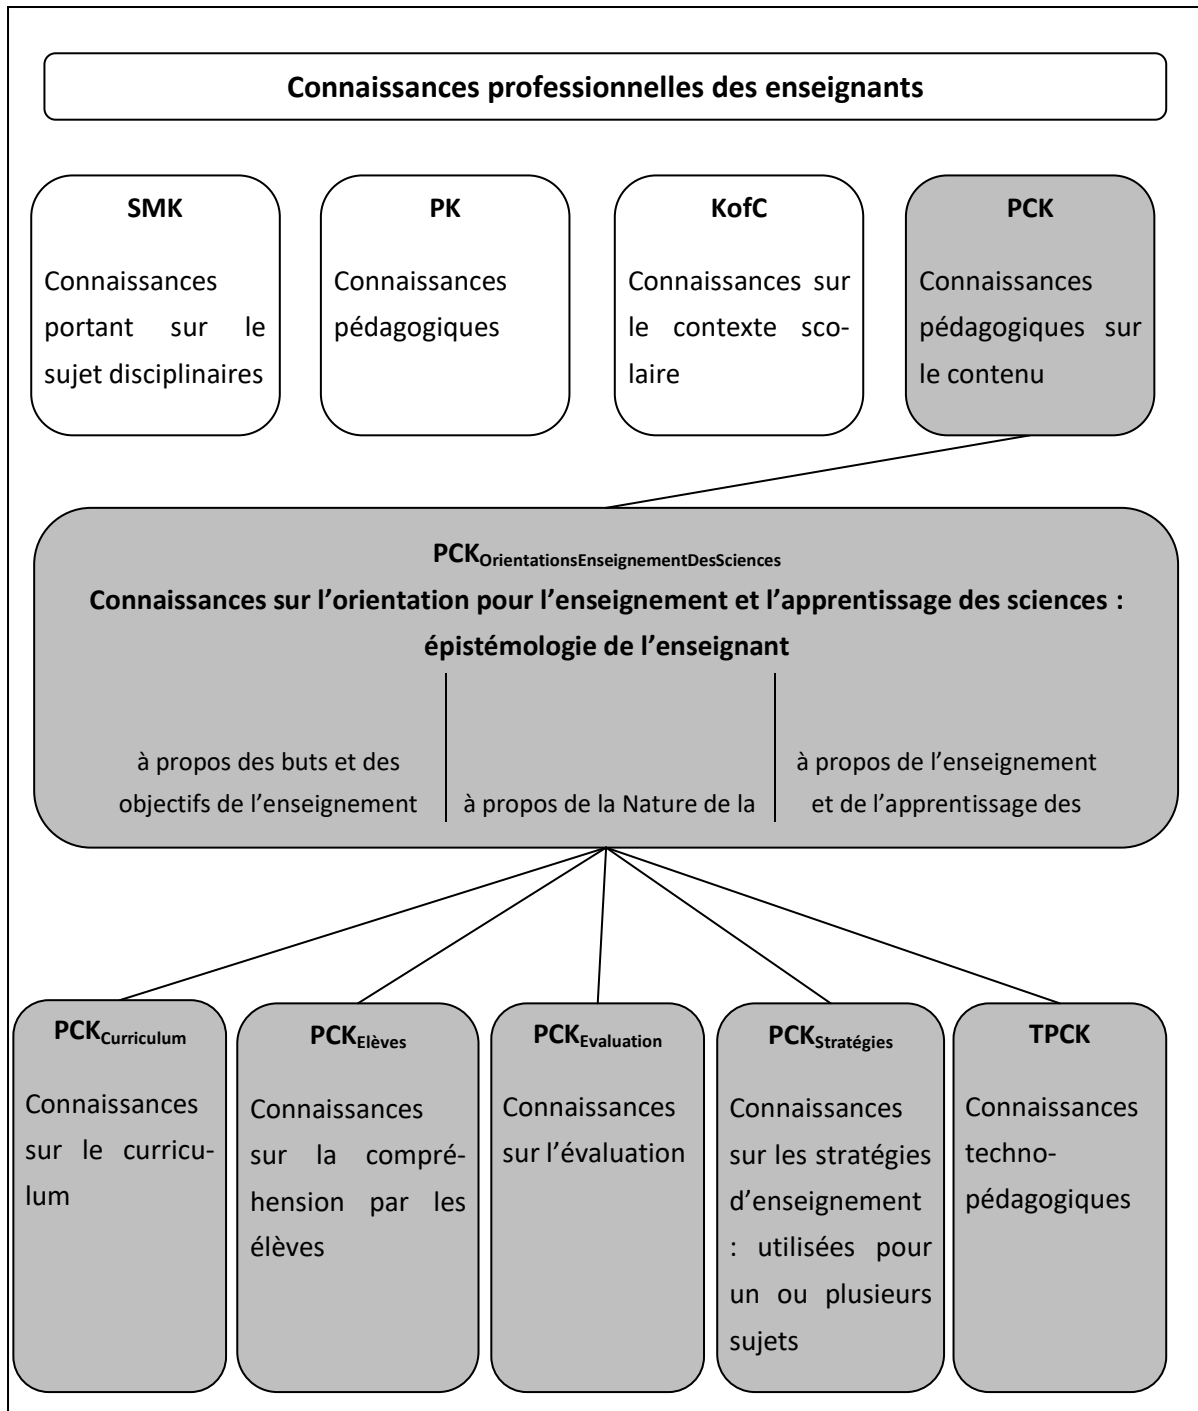 Connaissances professionnelles des enseignants
SMK
Connaissances
portant sur le
sujet disciplinaires
PK
Connaissances
pédagogiques
KofC
Connaissances sur
le contexte sco-
laire
PCK
Connaissances
pédagogiques sur
le contenu
PCKOrientationsEnseignementDesSciences
Connaissances sur l’orientation pour l’enseignement et l’apprentissage des sciences :
épistémologie de l’enseignant
à propos des buts et des
objectifs de l’enseignement
à propos de la Nature de la
à propos de l’enseignement
et de l’apprentissage des
PCKCurriculum
Connaissances
sur le curricu-
lum
PCKElèves
Connaissances
sur la compré-
hension par les
élèves
PCKEvaluation
Connaissances
sur l’évaluation
PCKStratégies
Connaissances
sur les stratégies
d’enseignement
: utilisées pour
un ou plusieurs
sujets
TPCK
Connaissances
techno-
pédagogiques